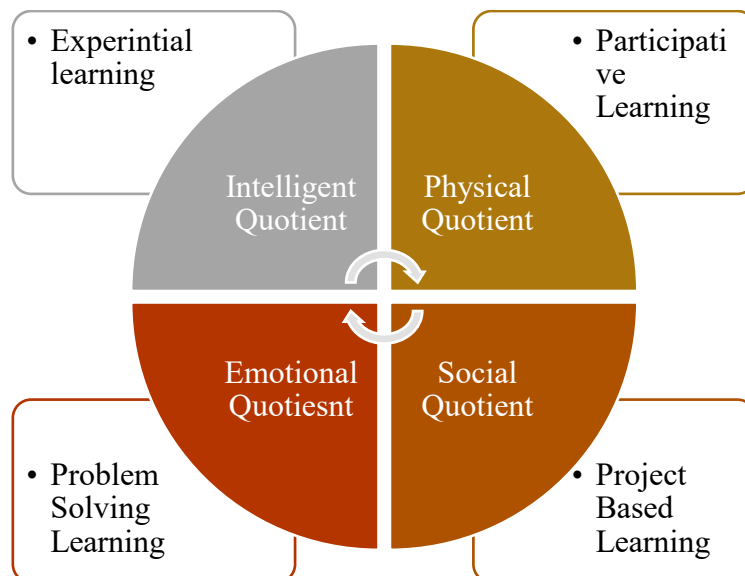 • Experintial
learning
• Participati
ve
Learning
Intelligent
Quotient
Physical
Quotient
Emotional
Quotiesnt
Social
Quotient
• Problem
Solving
Learning
• Project
Based
Learning